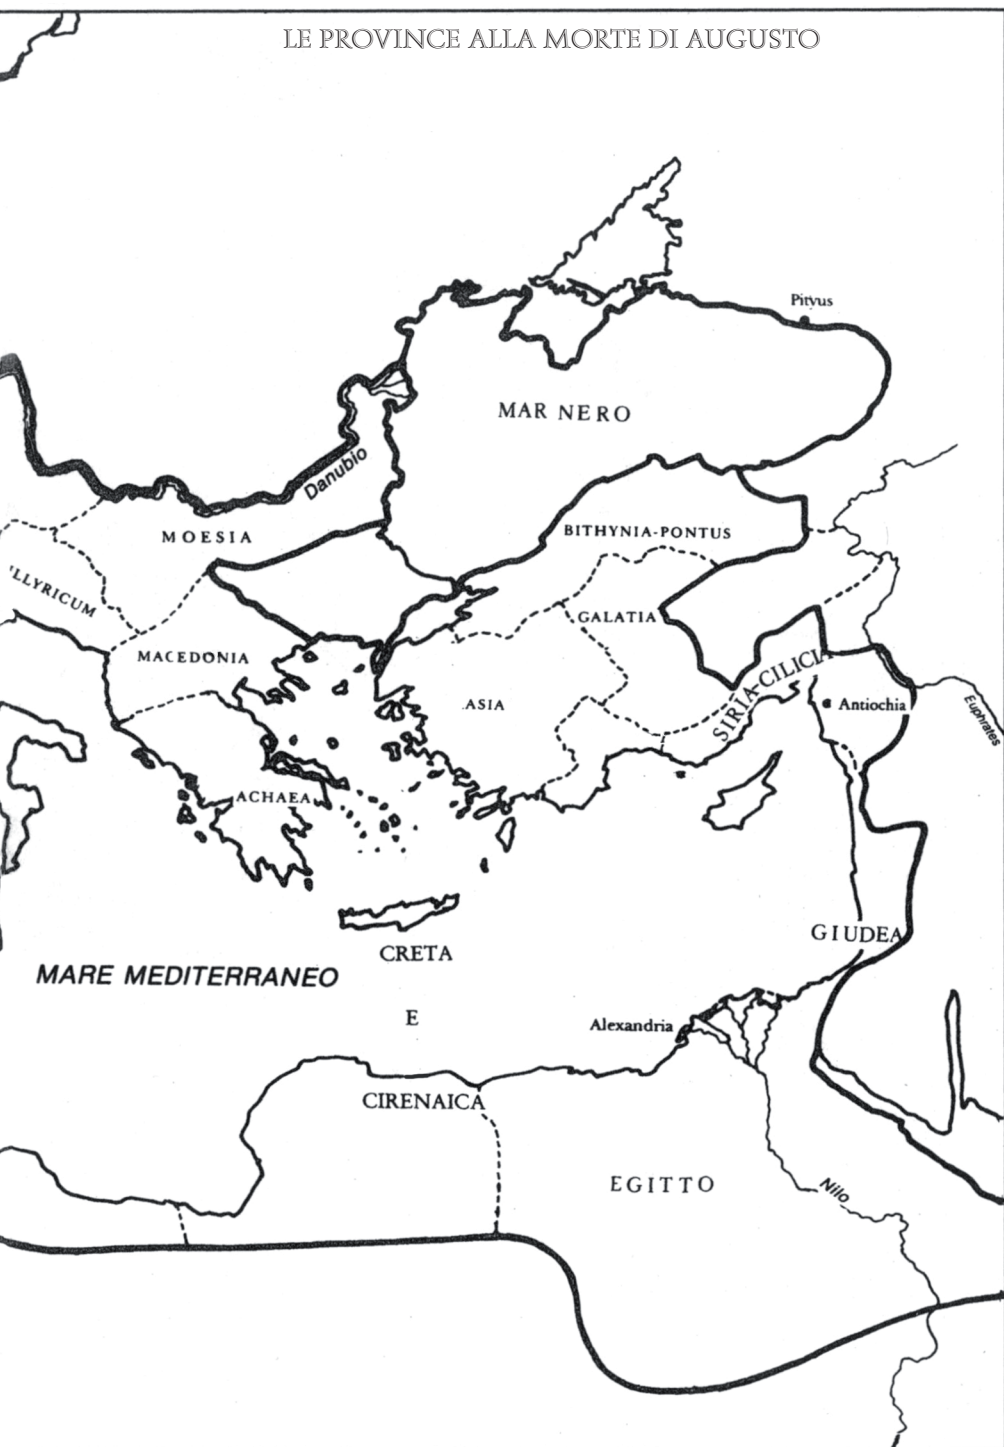 LE PROVINCE ALLA MORTE DI AUGUSTO
Pityus
MAR NERO
Danubio
MOESIA
BITHYNIA-PONTUS
ILLYRICUM
GALATIA
MACEDONIA
SIRIA-CILICIA
ASIA
Antiochia
Euphrates
ACHAEA
GIUDEA
CRETA
MARE MEDITERRANEO
E
Alexandria
CIRENAICA
EGITTO
Nilo